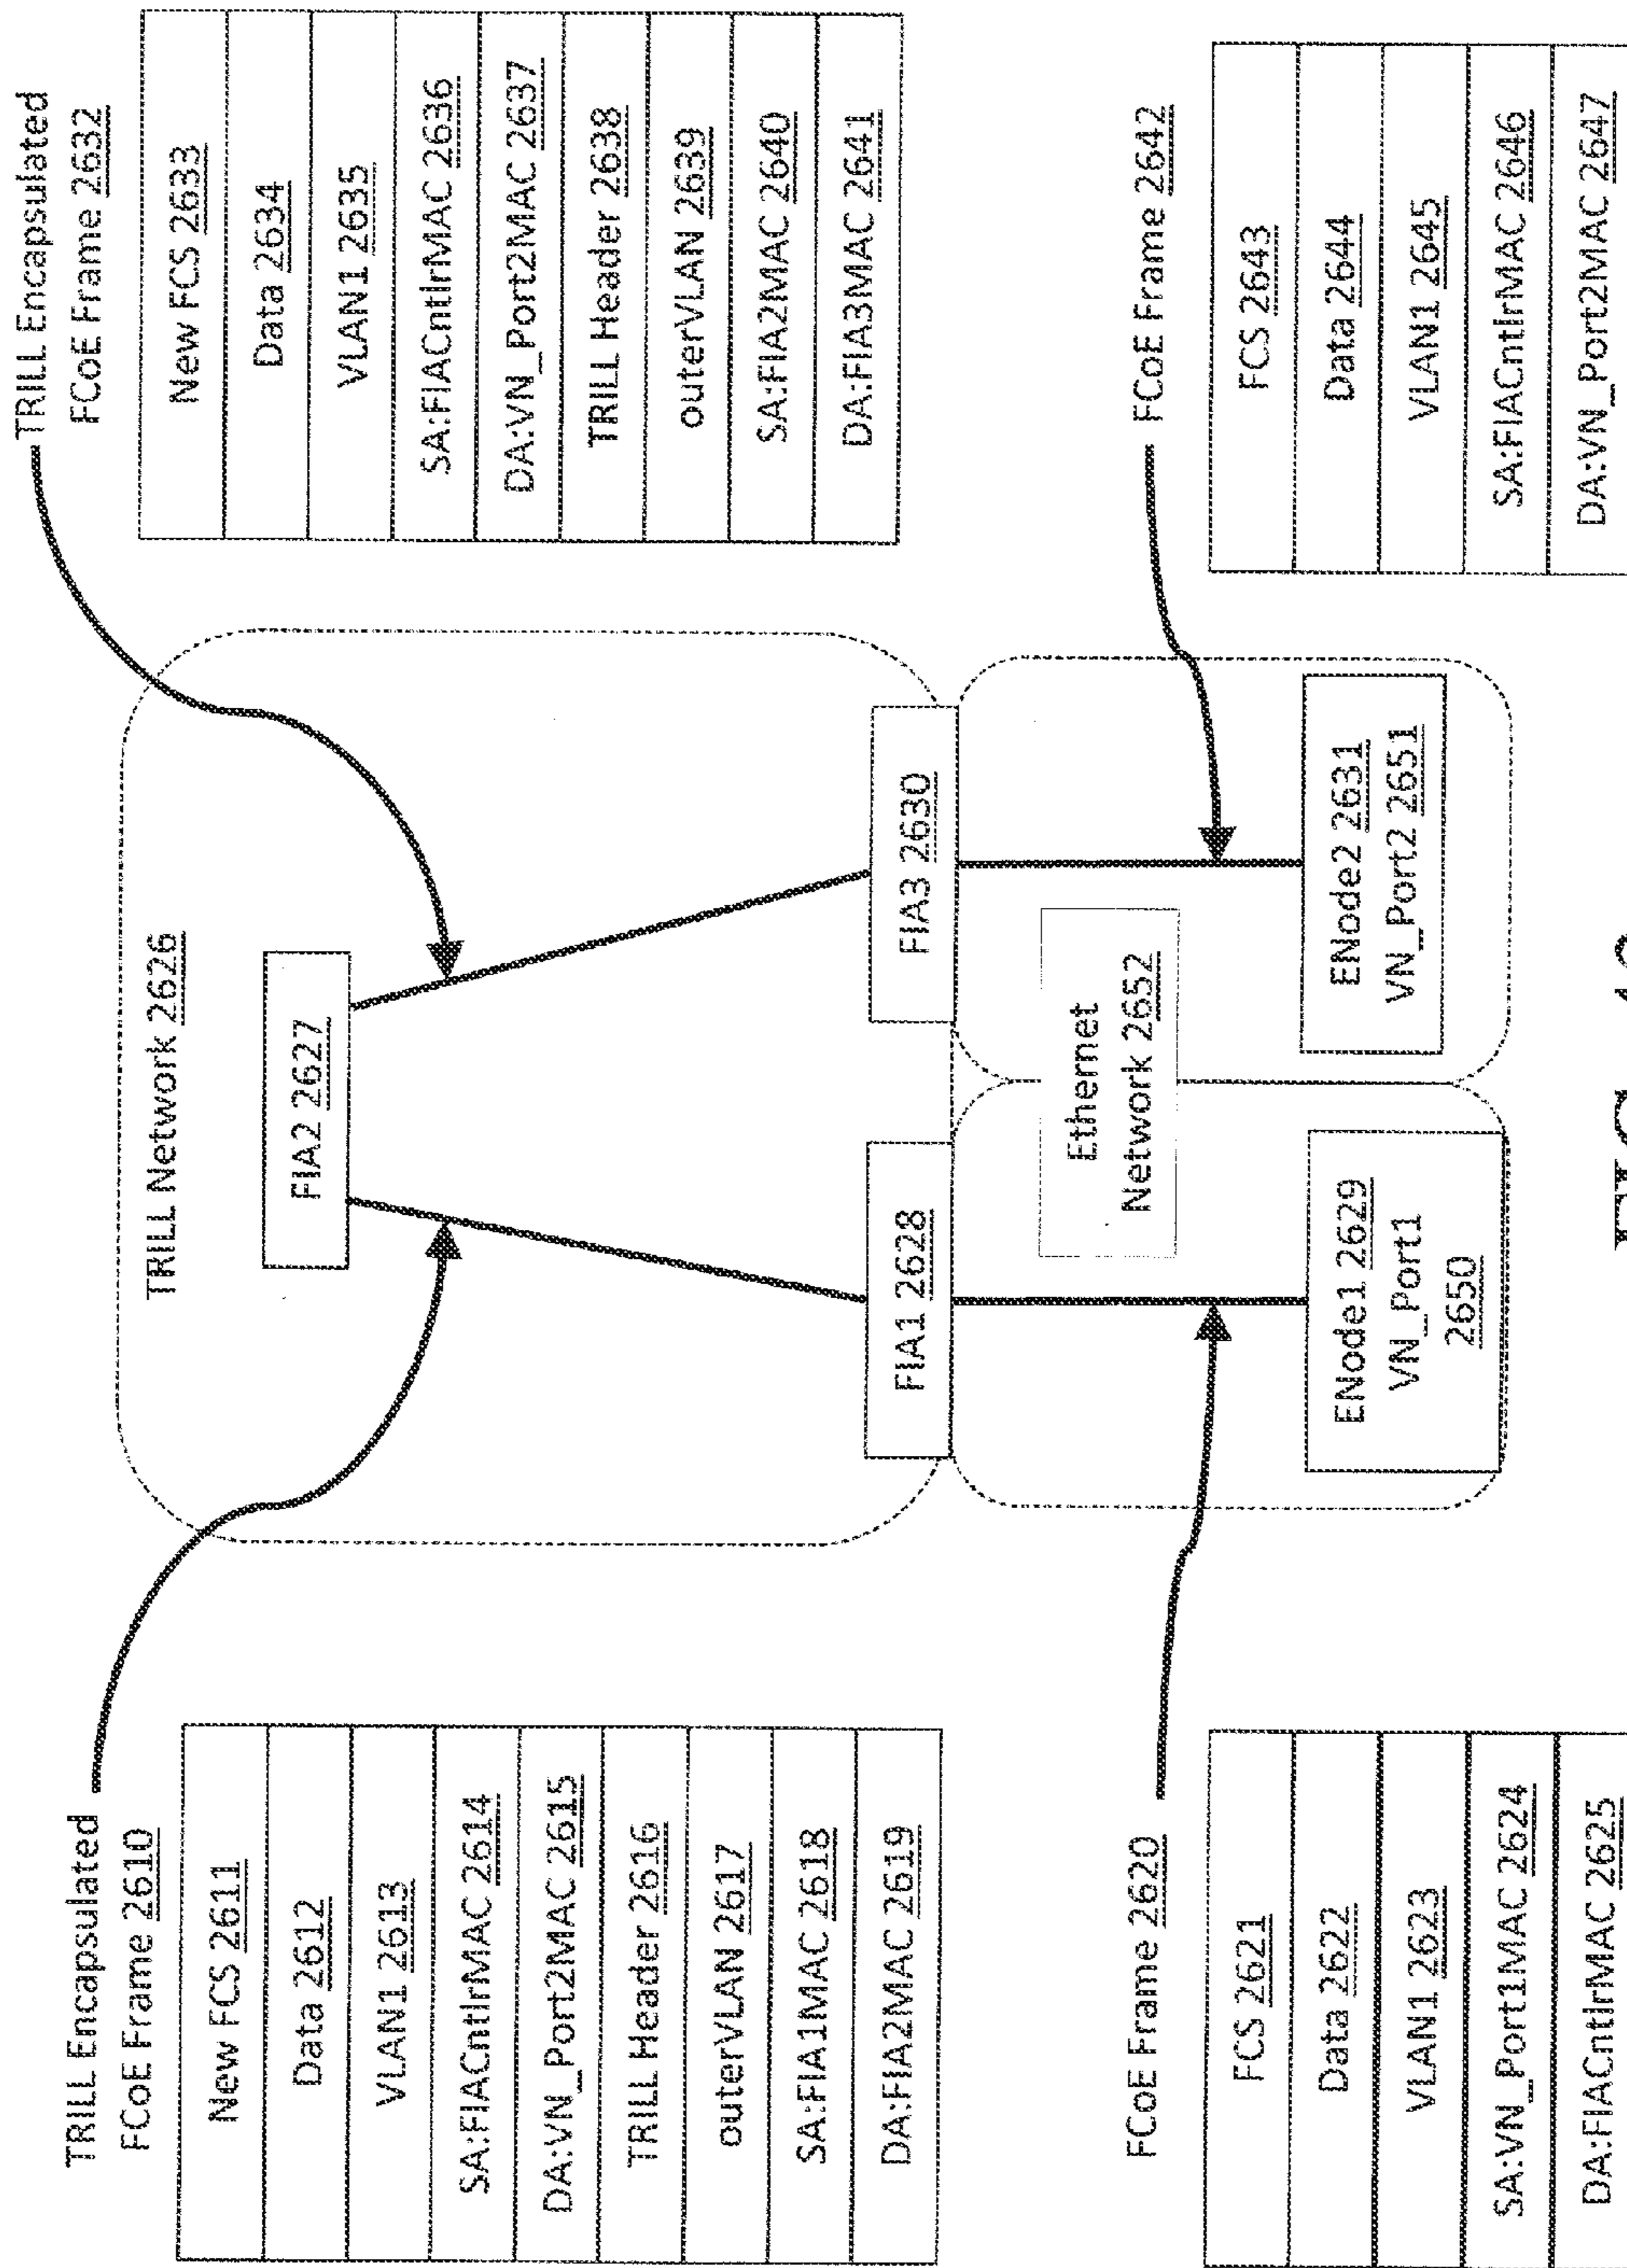 TRILL Encapsulated
FCoE Frame 2610
New FCS 2611
Data 2612
VLAN1 2613
SA:FIACntlrMAC 2614
DA:VN_Port2MAC 2615
TRILL Header 2616
outerVLAN 2617
SA:FIA1MAC 2618
DA:FIA2MAC 2619
FCoE Frame 2620
FCS 2621
Data 2622
VLAN1 2623
SA:VN_Port1MAC 2624
DA:FIACntlrMAC 2625
TRILL Network 2626
FIA2 2627
FIA1 2628
FIA3 2630
Ethernet
Network 2652
ENode1 2629
VN_Port1
2650
ENode2 2631
VN_Port2 2651
TRILL Encapsulated
FCoE Frame 2632
New FCS 2633
Data 2634
VLAN1 2635
SA:FIACntlrMAC 2636
DA:VN_Port2MAC 2637
TRILL Header 2638
outerVLAN 2639
SA:FIA2MAC 2640
DA:FIA3MAC 2641
FCoE Frame 2642
FCS 2643
Data 2644
VLAN1 2645
SA:FIACntlrMAC 2646
DA:VN_Port2MAC 2647